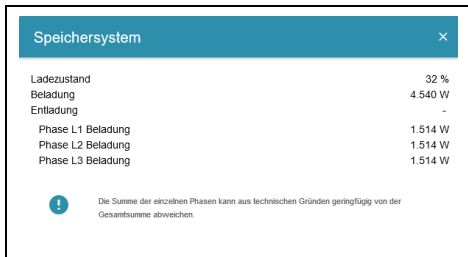 Speichersystem ×
Ladezustand 32 %
Beladung 4.540 W
Entladung -
Phase L1 Beladung 1.514 W
Phase L2 Beladung 1.514 W
Phase L3 Beladung 1.514 W
! Die Summe der einzelnen Phasen kann aus technischen Gründen geringfügig von der
Gesamtsumme abweichen.